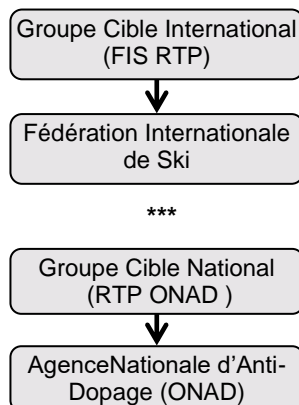 Groupe Cible International
(FIS RTP)
Fédération Internationale
de Ski
***
Groupe Cible National
(RTP ONAD )
AgenceNationale d'Anti-
Dopage (ONAD)